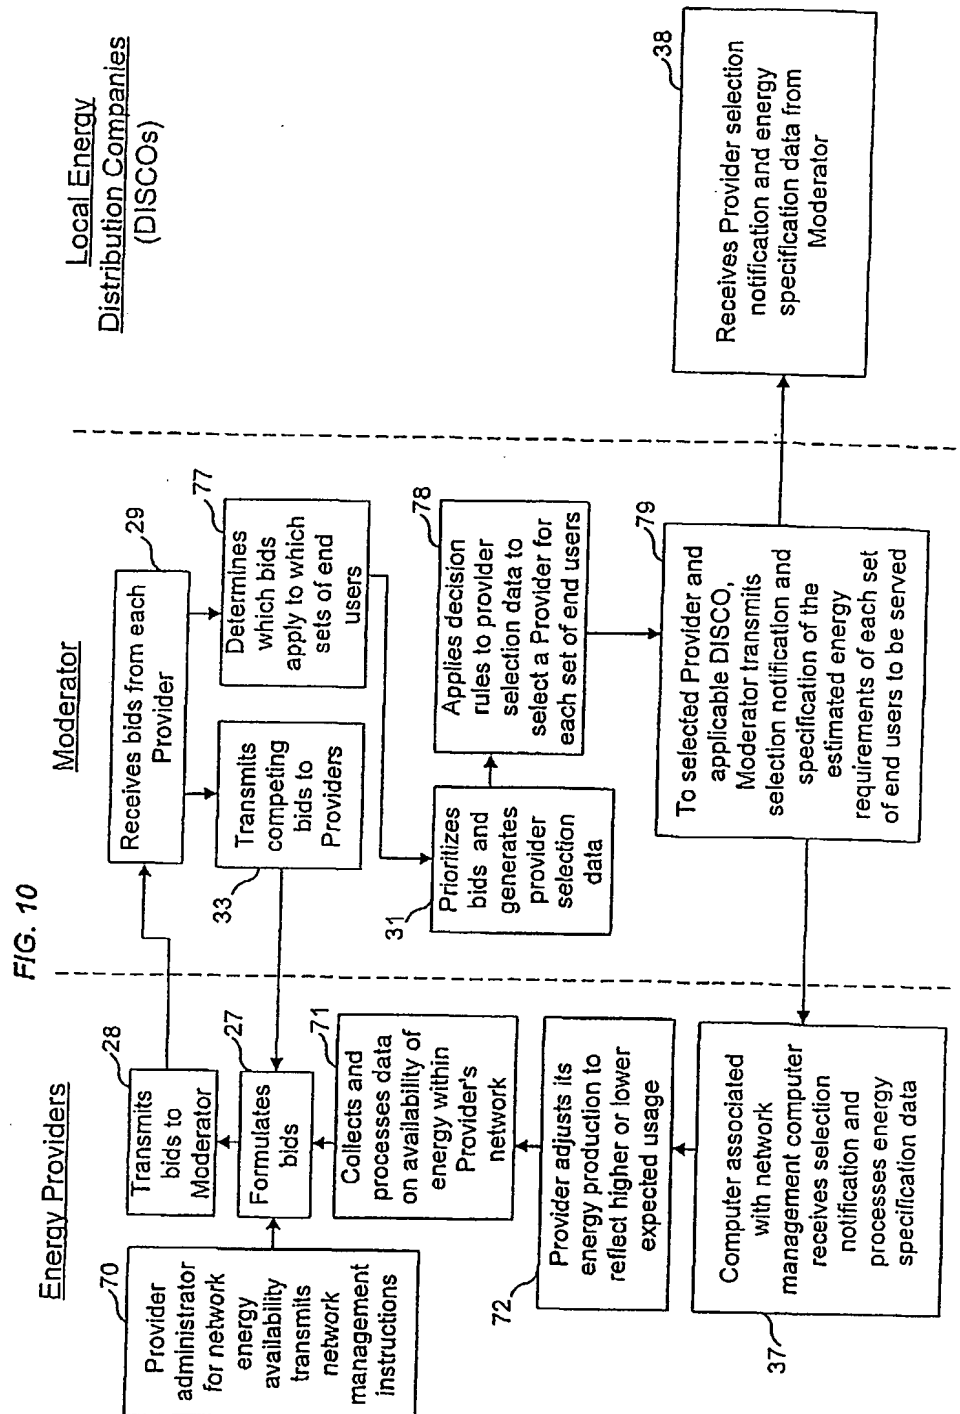 FIG. 10
Energy Providers
Moderator
Local Energy
Distribution Companies
(DISCOs)
70
Provider
administrator
for network
energy
availability
transmits
network
management
instructions
28
Transmits
bids to
Moderator
27
Formulates
bids
71
Collects and
processes data
on availability of
energy within
Provider's
network
72
Provider adjusts its
energy production to
reflect higher or lower
expected usage
37
Computer associated
with network
management computer
receives selection
notification and
processes energy
specification data
29
Receives bids from each
Provider
33
Transmits
competing
bids to
Providers
77
Determines
which bids
apply to which
sets of end
users
31
Prioritizes
bids and
generates
provider
selection
data
78
Applies decision
rules to provider
selection data to
select a Provider for
each set of end users
79
To selected Provider and
applicable DISCO,
Moderator transmits
selection notification and
specification of the
estimated energy
requirements of each set
of end users to be served
38
Receives Provider selection
notification and energy
specification data from
Moderator